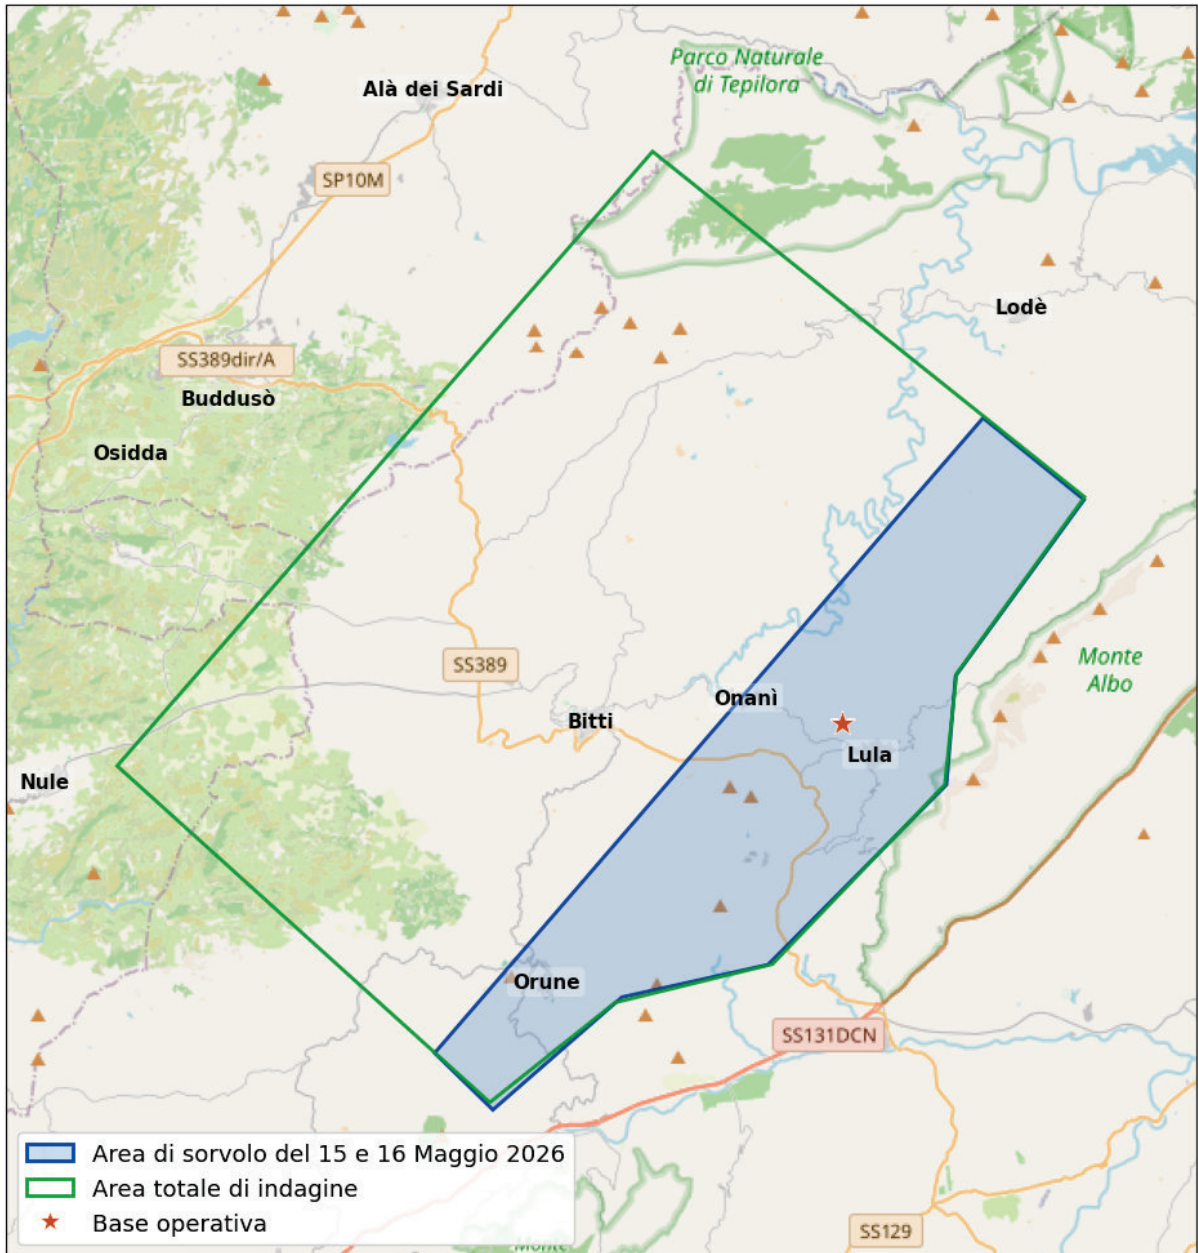 Parco Naturale
di Tepilora
Alà dei Sardi
SP10M
Lodè
SS389dir/A
Buddusò
Osidda
SS389
Monte
Albo
Onanì
Bitti
Lula
Nule
Orune
SS131DCN
Area di sorvolo del 15 e 16 Maggio 2026
Area totale di indagine
Base operativa
SS129
Monte